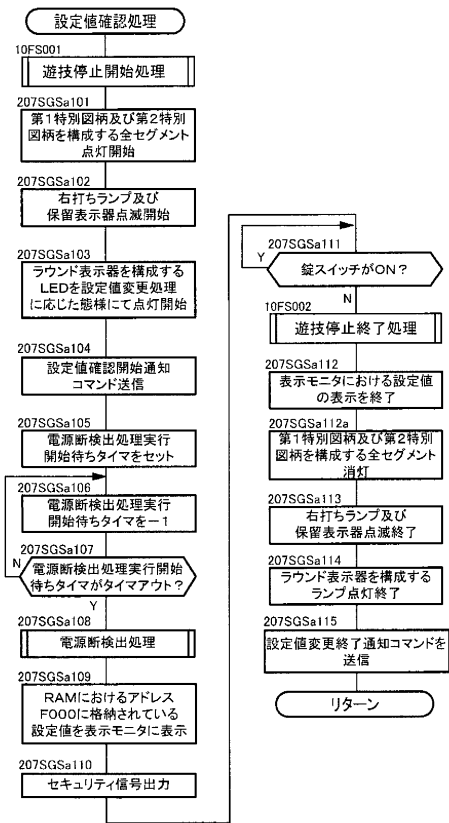 設定値確認処理
10FS001
遊技停止開始処理
207SGSa101
第1特別図柄及び第2特別
図柄を構成する全セグメント
点灯開始
207SGSa102
右打ちランプ及び
保留表示器点滅開始
207SGSa103
ラウンド表示器を構成する
LEDを設定値変更処理
に応じた態様にて点灯開始
207SGSa104
設定値確認開始通知
コマンド送信
207SGSa105
電源断検出処理実行
開始待ちタイマをセット
207SGSa106
電源断検出処理実行
開始待ちタイマを-1
207SGSa107
N
電源断検出処理実行開始
待ちタイマがタイムアウト?
Y
207SGSa108
電源断検出処理
207SGSa109
RAMにおけるアドレス
F000に格納されている
設定値を表示モニタに表示
207SGSa110
セキュリティ信号出力
207SGSa111
Y
錠スイッチがON?
N
10FS002
遊技停止終了処理
207SGSa112
表示モニタにおける設定値
の表示を終了
207SGSa112a
第1特別図柄及び第2特別
図柄を構成する全セグメント
消灯
207SGSa113
右打ちランプ及び
保留表示器点滅終了
207SGSa114
ラウンド表示器を構成する
ランプ点灯終了
207SGSa115
設定値変更終了通知コマンドを
送信
リターン